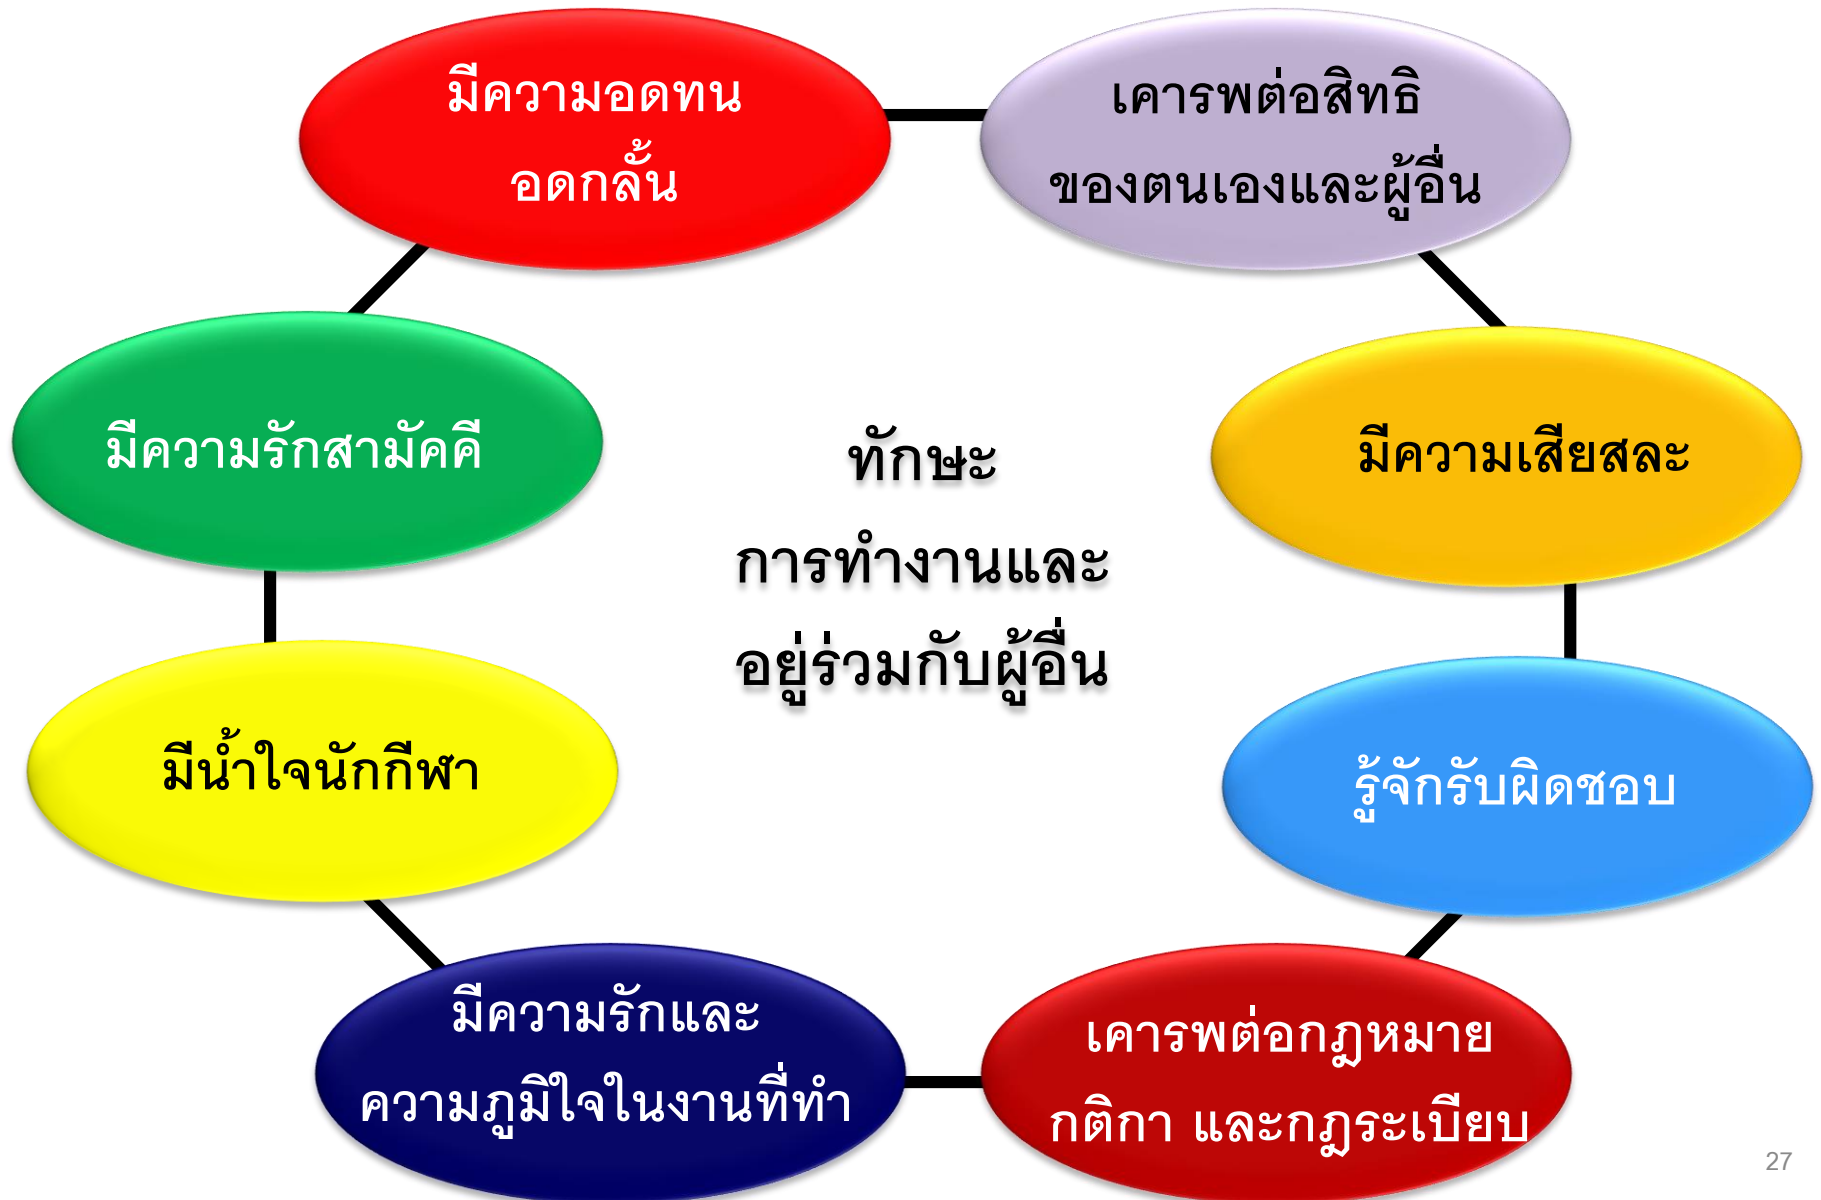 มีความอดทน
อดกลั้น
เคารพต่อสิทธิ
ของตนเองและผู้อื่น
มีความรักสามัคคี
ทักษะ
การทำงานและ
อยู่ร่วมกับผู้อื่น
มีความเสียสละ
มีน้ำใจนักกีฬา
รู้จักรับผิดชอบ
มีความรักและ
ความภูมิใจในงานที่ทำ
เคารพต่อกฎหมาย
กติกา และกฎระเบียบ
27